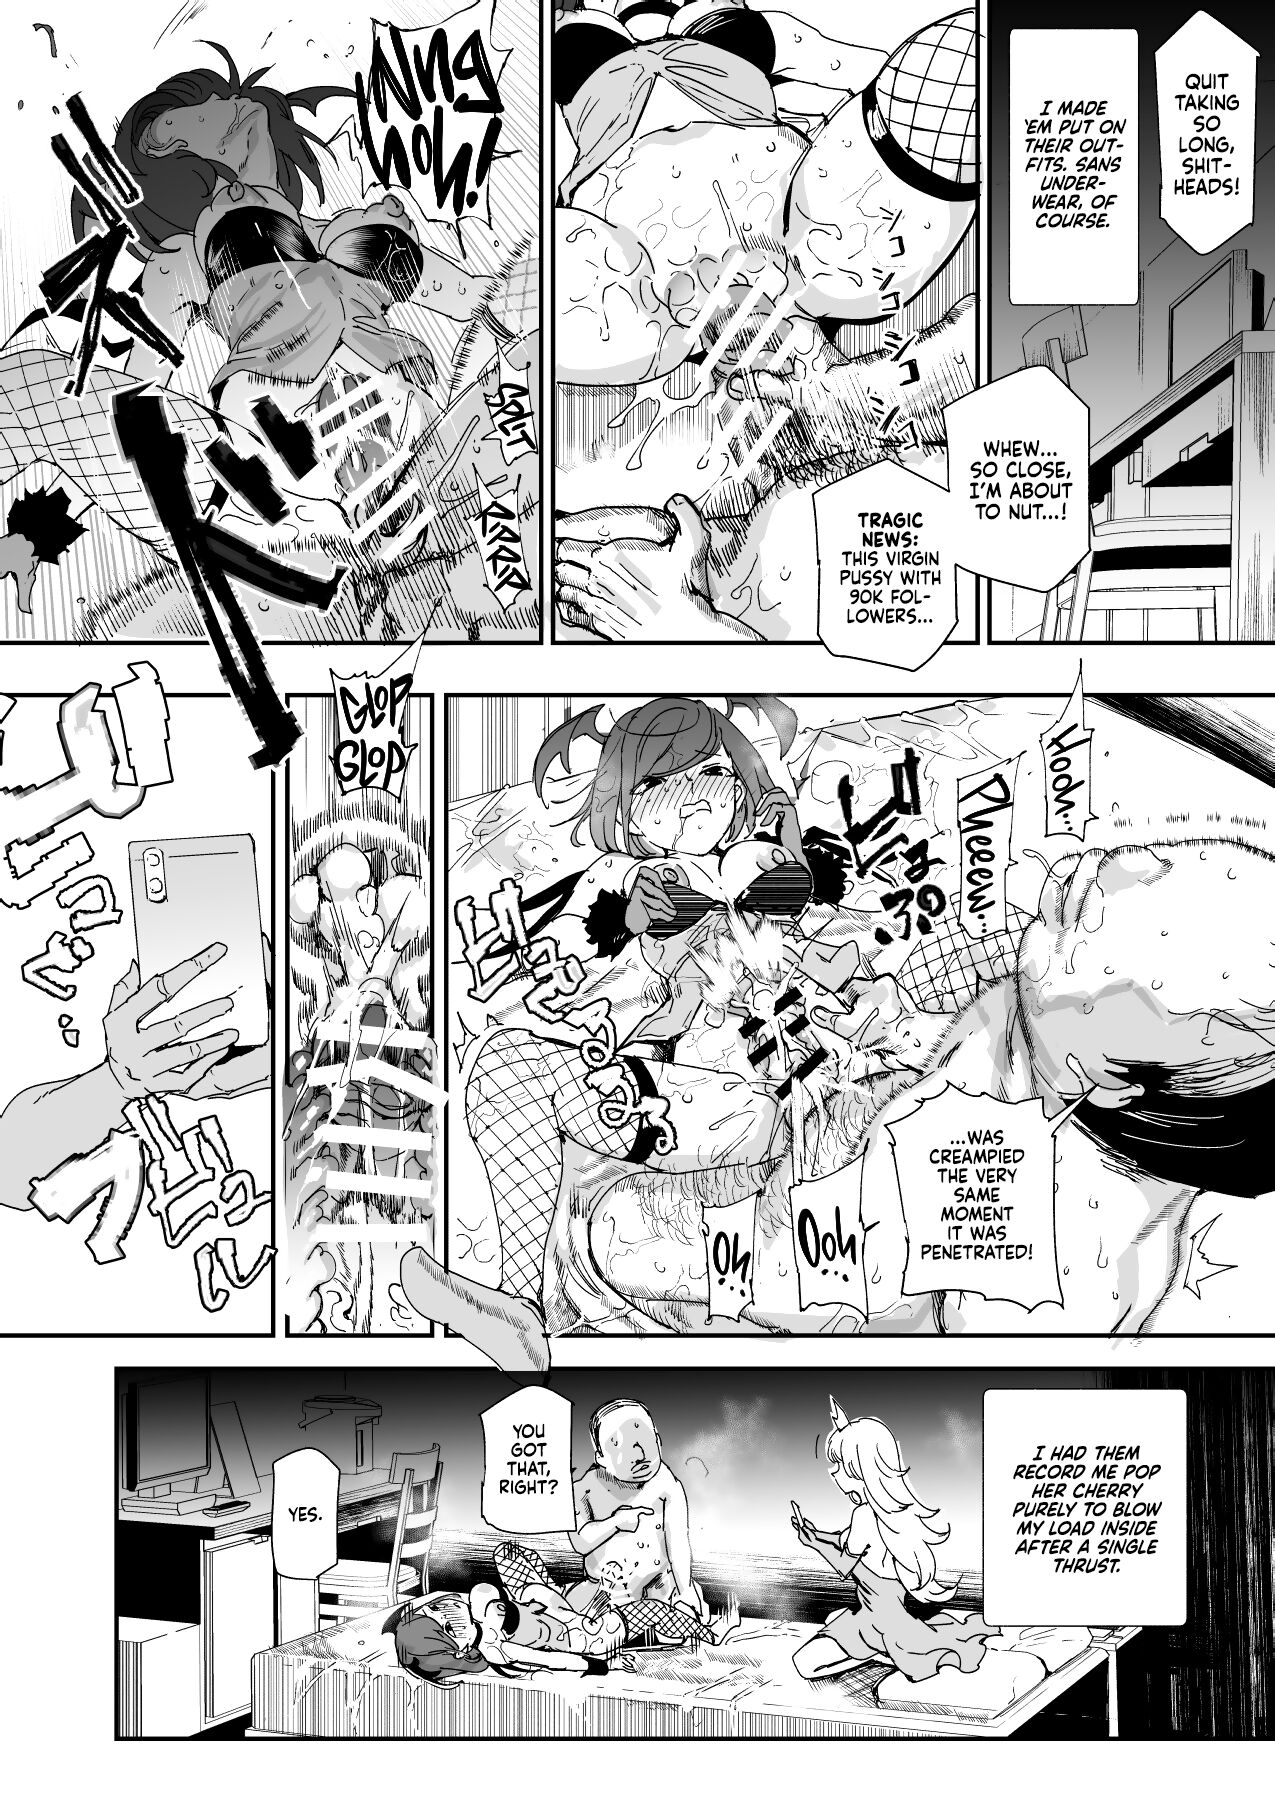 QUIT
TAKING
SO
LONG,
SHIT-
HEADS!
I MADE
'EM PUT ON
THEIR OUT-
FITS. SANS
UNDER-
WEAR, OF
COURSE.
WHEW...
SO CLOSE,
I'M ABOUT
TO NUT...!
TRAGIC
NEWS:
THIS VIRGIN
PUSSY WITH
90K FOL-
LOWERS...
NNg
hoh!
SPLT
Hooh...
Pheeew...
...WAS
CREAMPIED
THE VERY
SAME
MOMENT
IT WAS
PENETRATED!
Ooh
...
Oh
...
GLOP
GLOP
I HAD THEM
RECORD ME POP
HER CHERRY
PURELY TO BLOW
MY LOAD INSIDE
AFTER A SINGLE
THRUST.
YOU
GOT
THAT,
RIGHT?
YES.